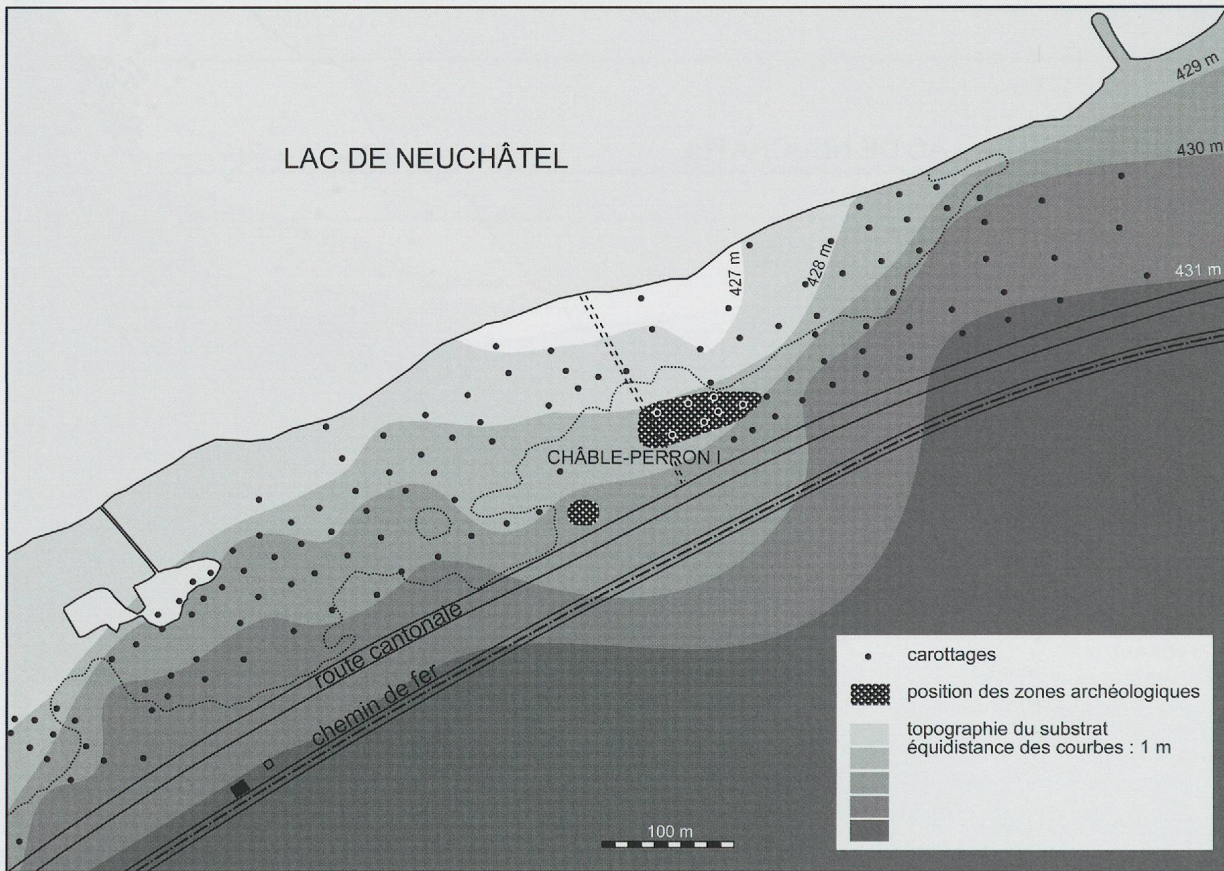 429 m
430 m
LAC DE NEUCHÂTEL
427 m
428 m
431 m
CHÂBLE-PERRON I
route cantonale
chemin de fer
carottages
position des zones archéologiques
topographie du substrat
équidistance des courbes : 1 m
100 m